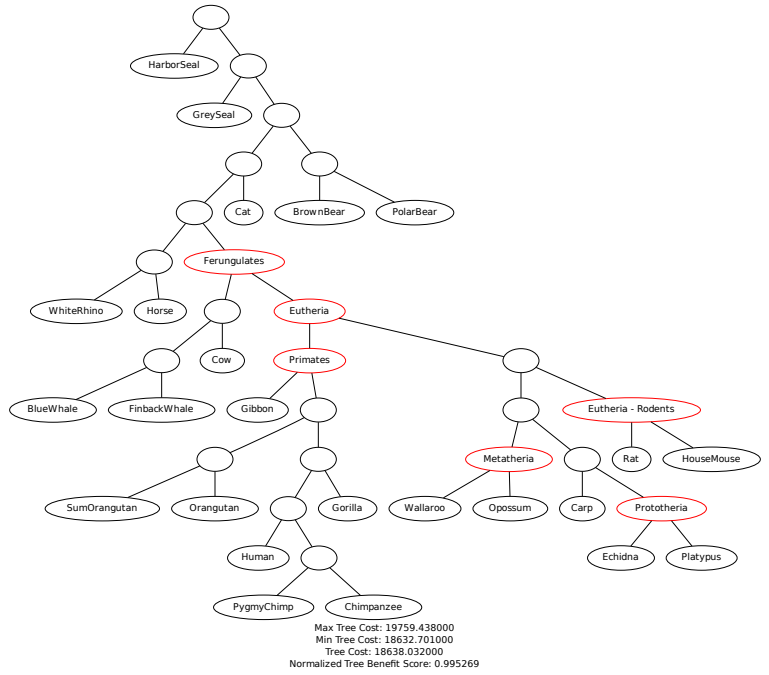 HarborSeal
GreySeal
Cat
BrownBear
PolarBear
Ferungulates
WhiteRhino
Horse
Eutheria
Cow
Primates
BlueWhale
FinbackWhale
Gibbon
Eutheria - Rodents
Metatheria
Rat
HouseMouse
SumOrangutan
Orangutan
Gorilla
Wallaroo
Opossum
Carp
Prototheria
Human
Echidna
Platypus
PygmyChimp
Chimpanzee
Max Tree Cost: 19759.438000
Min Tree Cost: 18632.701000
Tree Cost: 18638.032000
Normalized Tree Benefit Score: 0.995269